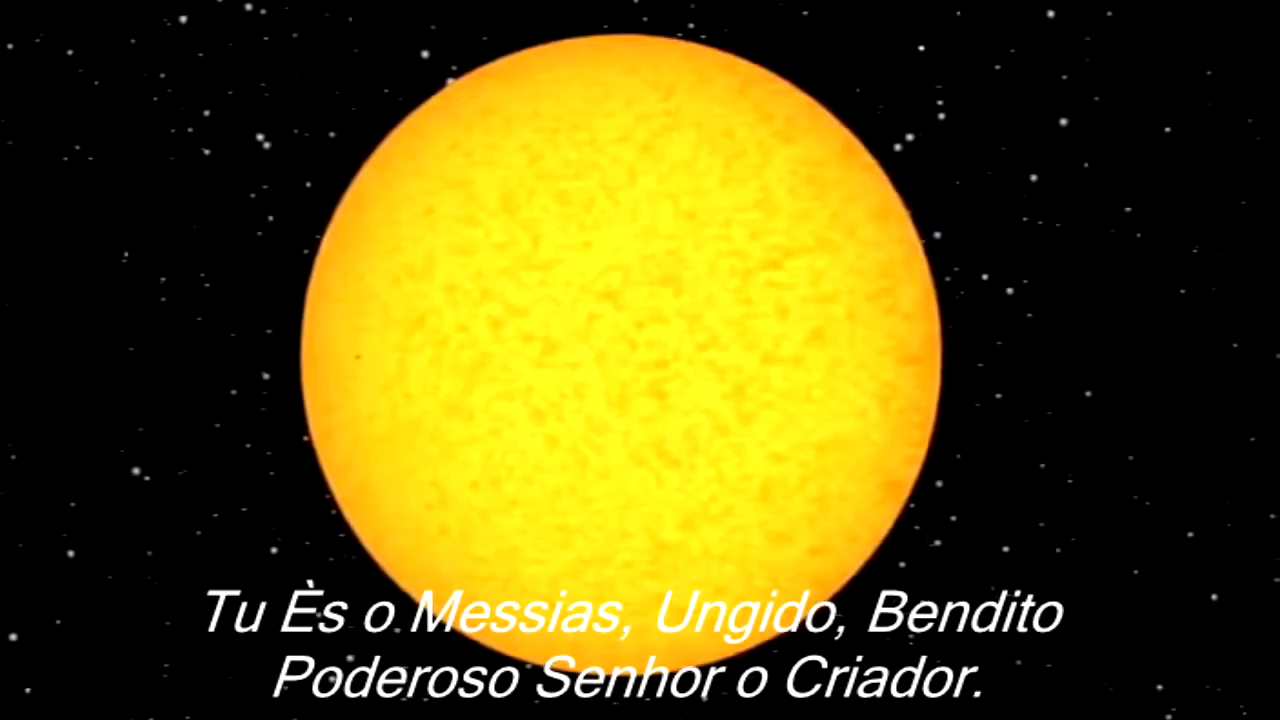 Tu Ès o Messias, Ungido, Bendito
Poderoso Senhor o Criador.